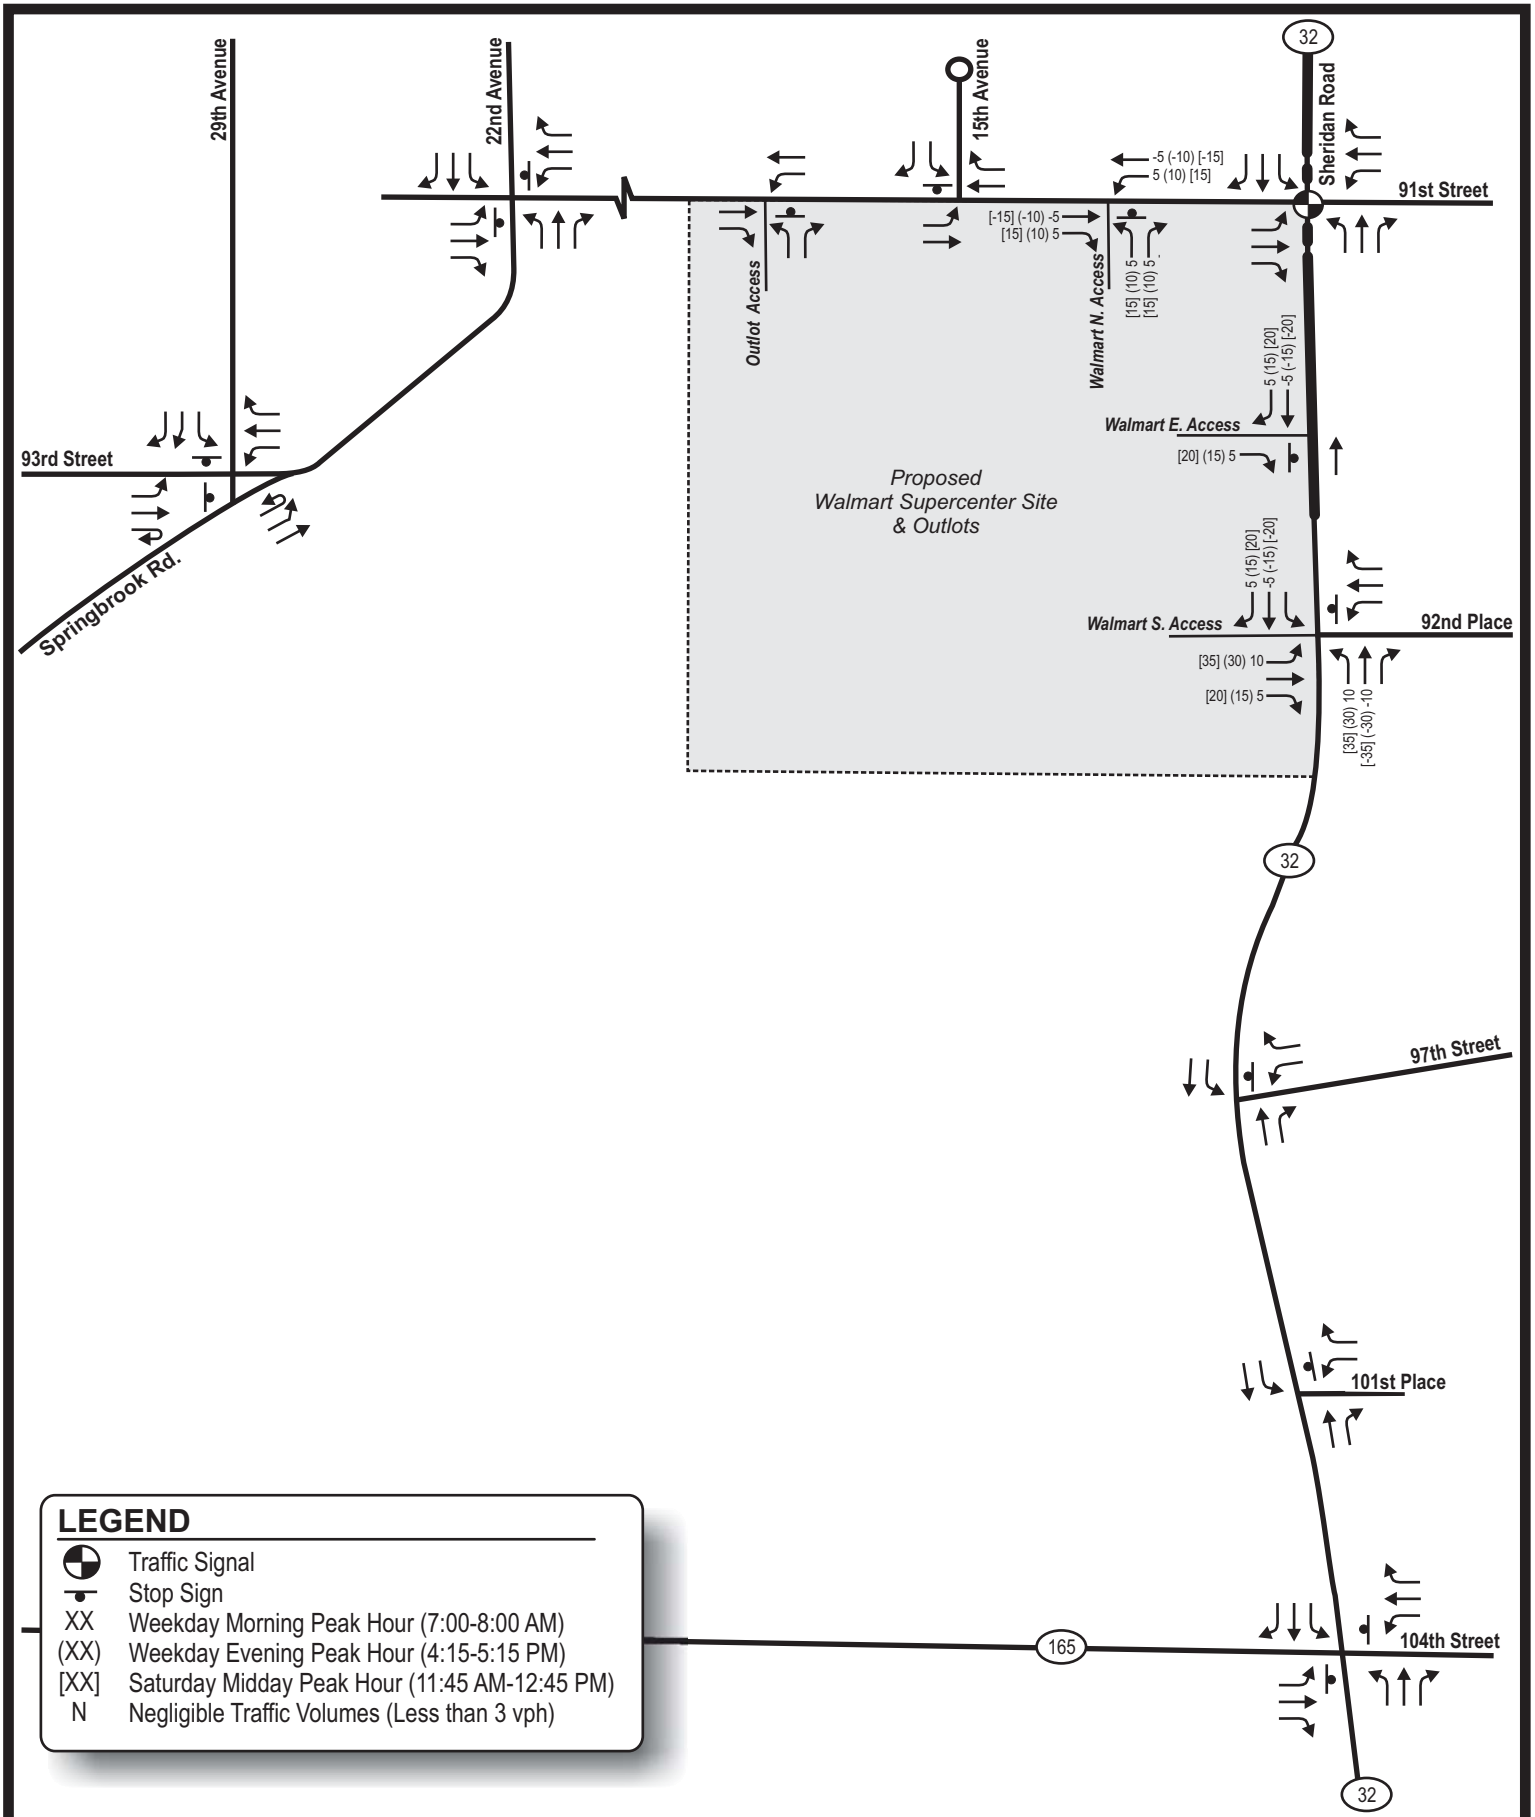 32
29th Avenue
22nd Avenue
15th Avenue
Sheridan Road
91st Street
-5 (-10) [-15]
5 (10) [15]
[-15] (-10) -5
[15] (10) 5
[15] (10) 5
[15] (10) 5
Outlot Access
Walmart N. Access
5 (15) [20]
-5 (-15) [-20]
Walmart E. Access
[20] (15) 5
93rd Street
Springbrook Rd.
Proposed
Walmart Supercenter Site
& Outlots
5 (15) [20]
-5 (-15) [-20]
Walmart S. Access
92nd Place
[35] (30) 10
[20] (15) 5
[35] (30) 10
[-35] (-30) -10
32
97th Street
101st Place
LEGEND
Traffic Signal
Stop Sign
XX Weekday Morning Peak Hour (7:00-8:00 AM)
(XX) Weekday Evening Peak Hour (4:15-5:15 PM)
[XX] Saturday Midday Peak Hour (11:45 AM-12:45 PM)
N Negligible Traffic Volumes (Less than 3 vph)
165
104th Street
32